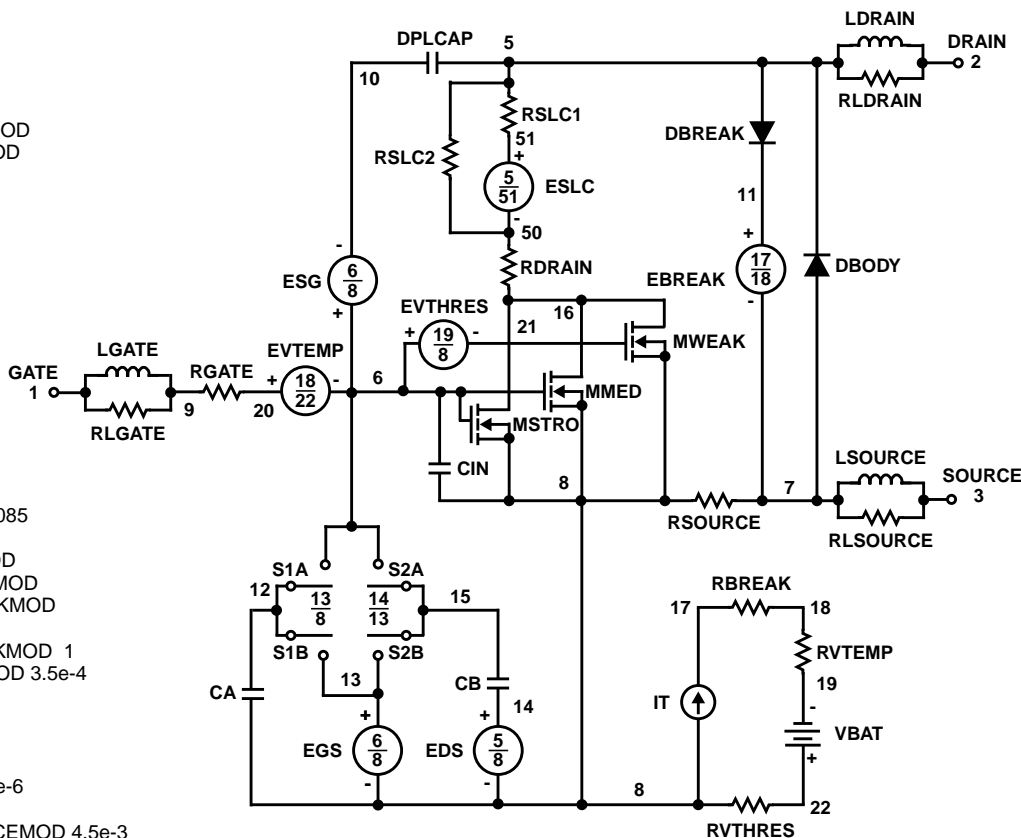 LDRAIN
DPLCAP 5 DRAIN
10 2
RLDRAIN
RSLC1
OD 51 DBREAK
OD
RSLC2 +
5
51 ESLC
11
-
50
- +
6
8 ESG
RDRAIN
17
18 EBREAK
DBODY
+ -
EVTHRES 16
+ 19
8 - 21
MWEAK
LGATE EVTEMP
GATE RGATE + 18
22 - 6
1 9 20 MMED
RLGATE MSTRO
CIN 8 LSOURCE SOURCE
7 3
RSOURCE
RLSOURCE
085
OD
MOD
KMOD
S1A S2A
12 13
8 14
13 15
S1B S2B
RBREAK
17 18
KMOD 1
OD 3.5e-4
RVTEMP
13 CB 19
CA 14 IT -
+ + VBAT
EGS 6
8 EDS 5
8
- - 8 +
22
e-6
RVTHRES
CEMOD 4.5e-3